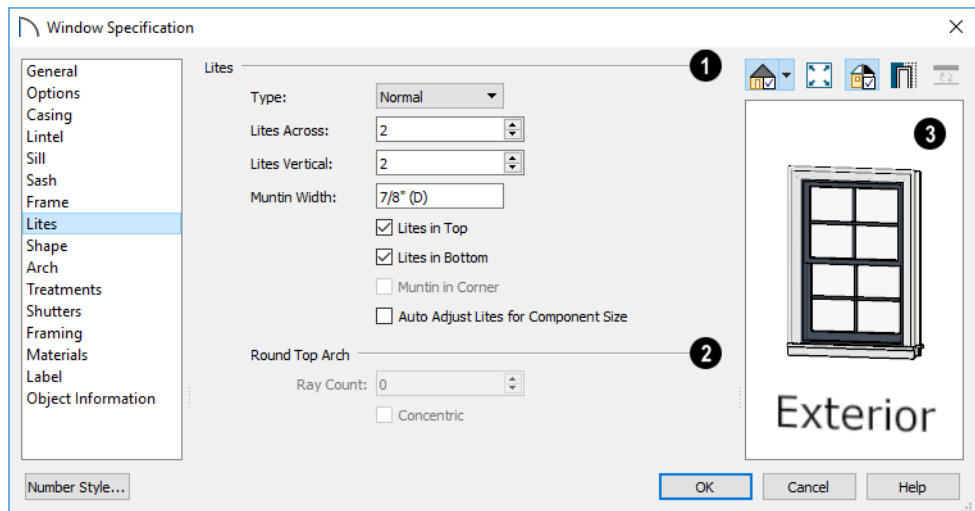 Window Specification
General
Options
Casing
Lintel
Sill
Sash
Frame
Lites
Shape
Arch
Treatments
Shutters
Framing
Materials
Label
Object Information
Lites
1
Type: Normal
Lites Across: 2
Lites Vertical: 2
Muntin Width: 7/8" (D)
Lites in Top
Lites in Bottom
Muntin in Corner
Auto Adjust Lites for Component Size
Round Top Arch
2
Ray Count: 0
Concentric
3
Exterior
Number Style...
OK
Cancel
Help